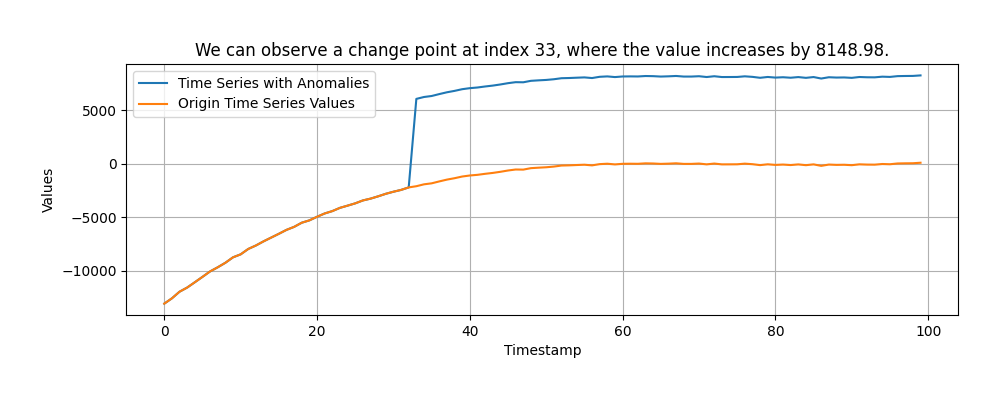 We can observe a change point at index 33, where the value increases by 8148.98.
Time Series with Anomalies
Origin Time Series Values
5000
0
−5000
−10000
Values
0 20 40 60 80 100
Timestamp